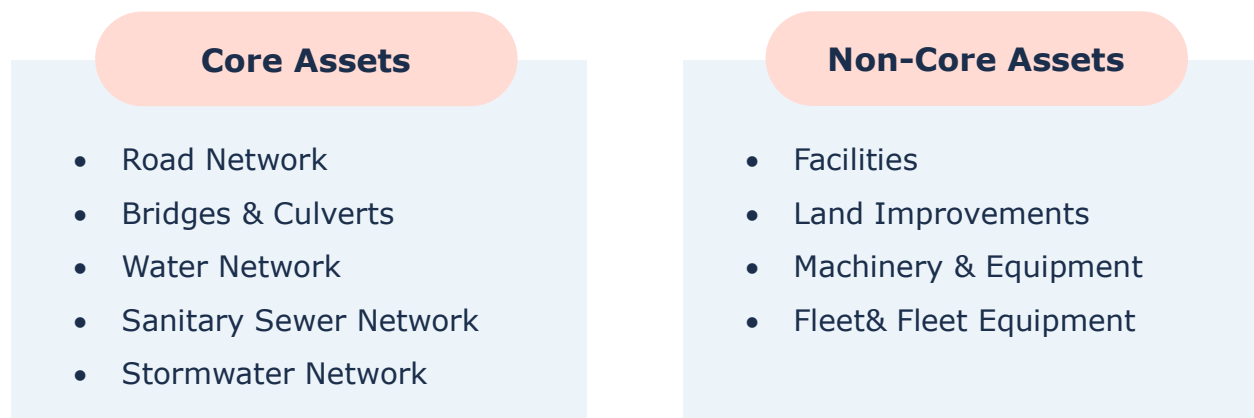 Core Assets
• Road Network
• Bridges & Culverts
• Water Network
• Sanitary Sewer Network
• Stormwater Network
Non-Core Assets
• Facilities
• Land Improvements
• Machinery & Equipment
• Fleet& Fleet Equipment